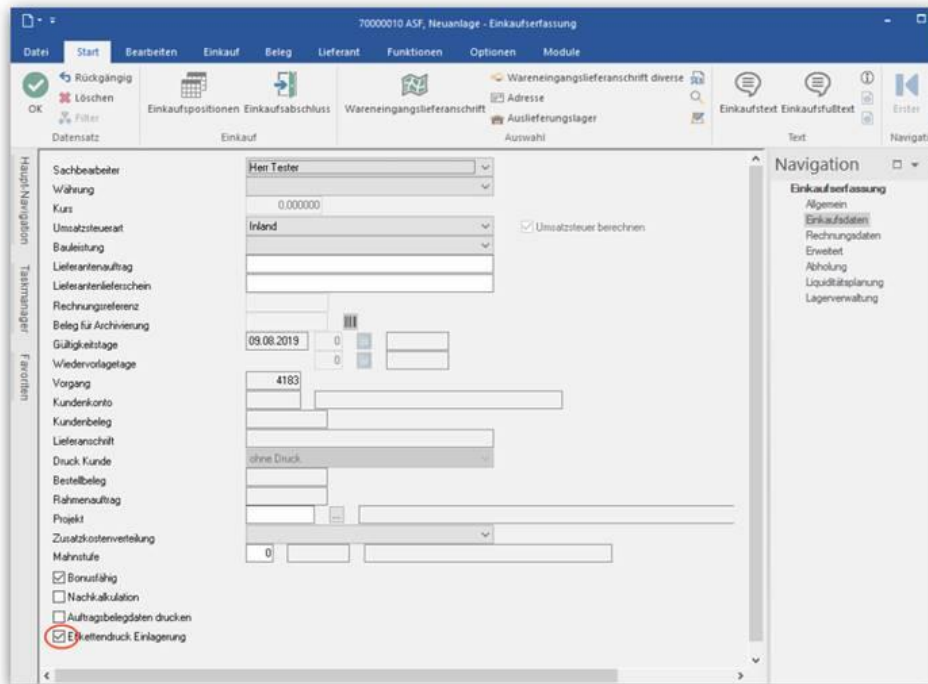 70000010 ASF, Neuanlage - Einkaufserfassung
Datei Start Bearbeiten Einkauf Beleg Lieferant Funktionen Optionen Module
OK
Rückgängig
Löschen
Filter
Datensatz
Einkaufspositionen Einkaufsabschluss
Einkauf
Wareneingangslieferanschrift
Wareneingangslieferanschrift diverse
Adresse
Auslieferungslager
Auswahl
Einkaufstext Einkaufsfußtext
Text
Erster
Navigati
Haupt-Navigation
Taskmanager
Favoriten
Sachbearbeiter Herr Tester
Währung
Kurs 0,000000
Umsatzsteuerart Inland Umsatzsteuer berechnen
Bauleistung
Lieferantenauftrag
Lieferantenlieferschein
Rechnungsreferenz
Beleg für Archivierung
Gültigkeitstage 09.08.2019 0
Wiedervorlagetage 0
Vorgang 4183
Kundenkonto
Kundenbeleg
Lieferanschrift
Druck Kunde ohne Druck
Bestellbeleg
Rahmenauftrag
Projekt ...
Zusatzkostenverteilung
Mahnstufe 0
Bonusfähig
Nachkalkulation
Auftragsbelegdaten drucken
Etikettendruck Einlagerung
Navigation
Einkaufserfassung
Allgemein
Einkaufsdaten
Rechnungsdaten
Erweitert
Abholung
Liquiditätsplanung
Lagerverwaltung